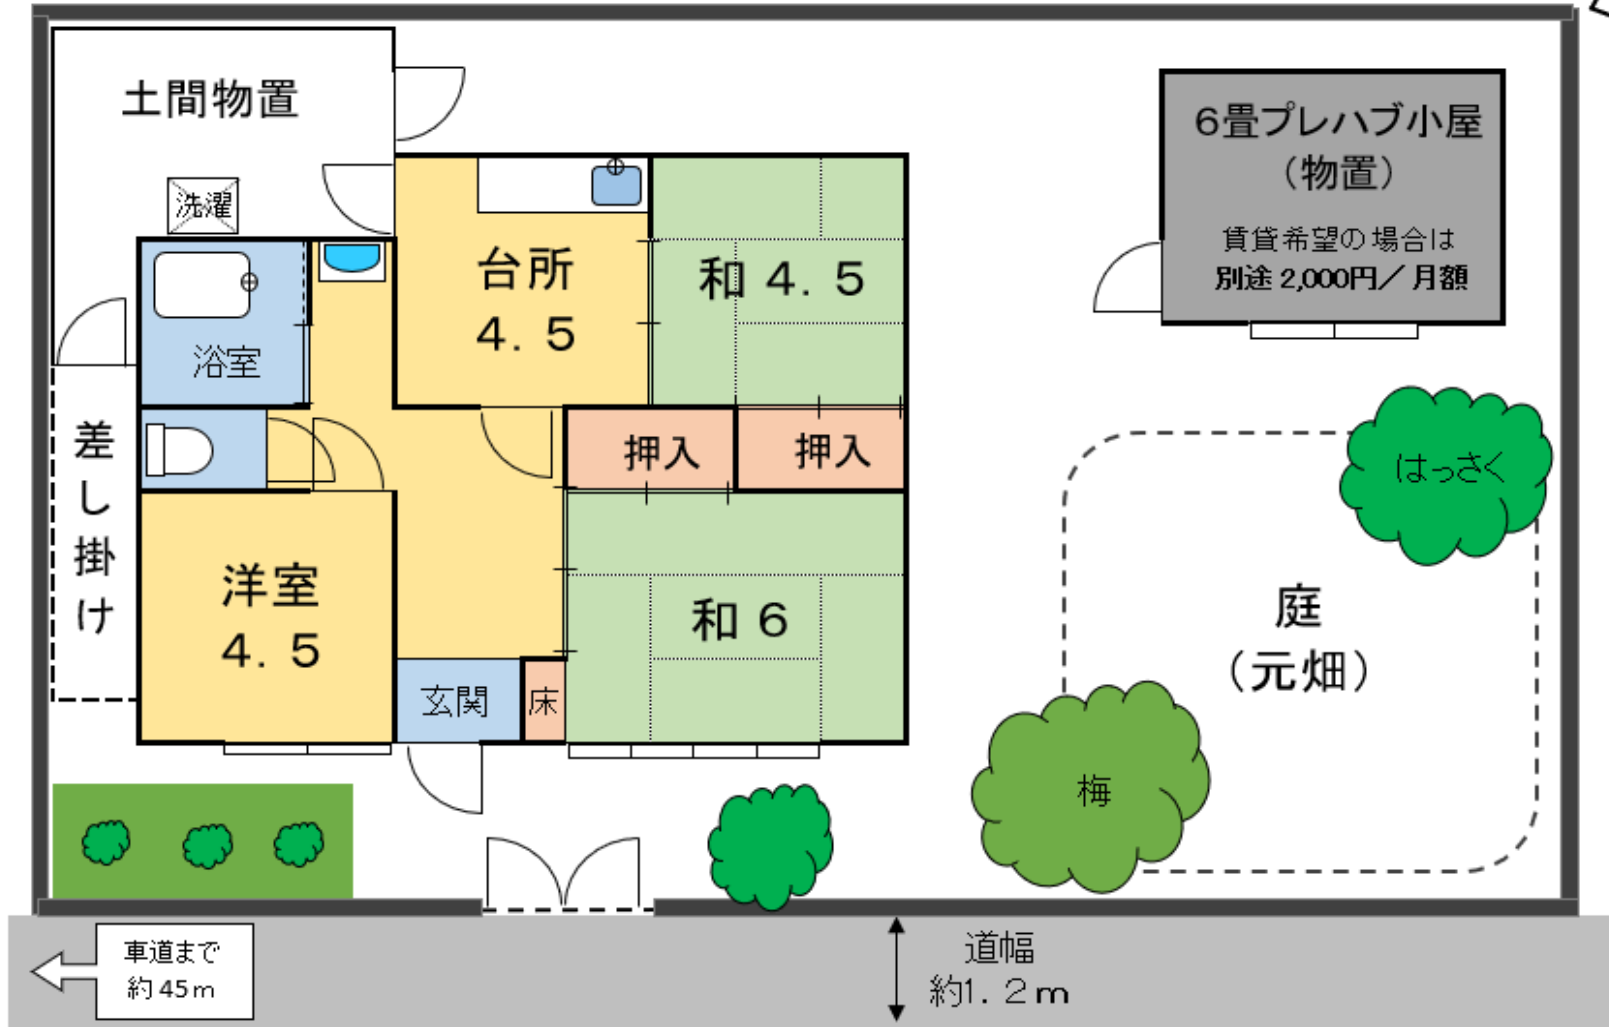 土間物置
洗濯
6畳プレハブ小屋
（物置）
賃貸希望の場合は
別途 2,000円／月額
台所
4．5
和 4．5
浴室
差し掛け
押入
押入
はっさく
洋室
4．5
和 6
庭
（元畑）
玄関
床
梅
車道まで
約 45ｍ
道幅
約1．2ｍ